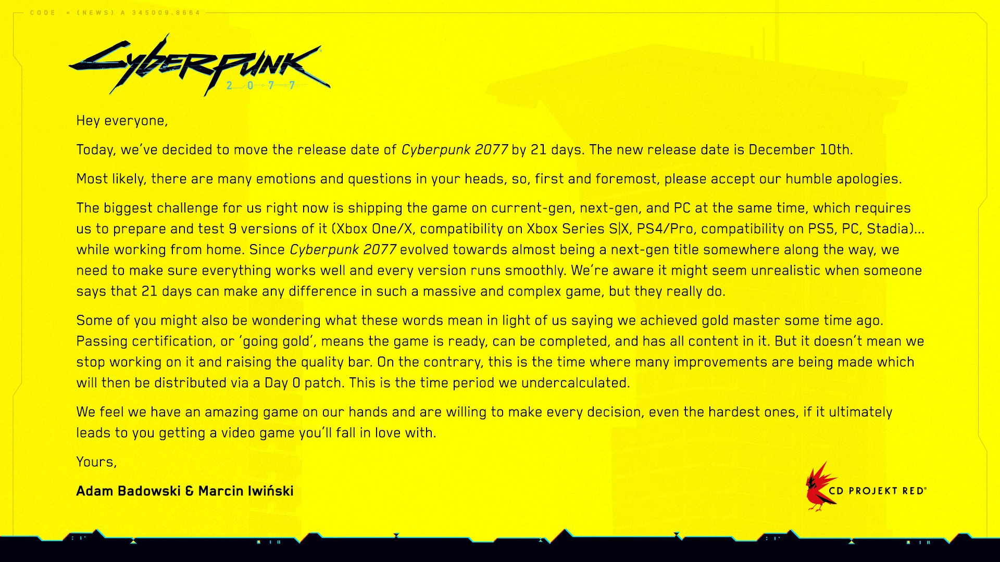 CODE = (NEWS) A 345009.8664
Cyberpunk
2077
Hey everyone,
Today, we've decided to move the release date of Cyberpunk 2077 by 21 days. The new release date is December 10th.
Most likely, there are many emotions and questions in your heads, so, first and foremost, please accept our humble apologies.
The biggest challenge for us right now is shipping the game on current-gen, next-gen, and PC at the same time, which requires
us to prepare and test 9 versions of it (Xbox One/X, compatibility on Xbox Series S|X, PS4/Pro, compatibility on PS5, PC, Stadia)...
while working from home. Since Cyberpunk 2077 evolved towards almost being a next-gen title somewhere along the way, we
need to make sure everything works well and every version runs smoothly. We're aware it might seem unrealistic when someone
says that 21 days can make any difference in such a massive and complex game, but they really do.
Some of you might also be wondering what these words mean in light of us saying we achieved gold master some time ago.
Passing certification, or 'going gold', means the game is ready, can be completed, and has all content in it. But it doesn't mean we
stop working on it and raising the quality bar. On the contrary, this is the time where many improvements are being made which
will then be distributed via a Day 0 patch. This is the time period we undercalculated.
We feel we have an amazing game on our hands and are willing to make every decision, even the hardest ones, if it ultimately
leads to you getting a video game you'll fall in love with.
Yours,
Adam Badowski & Marcin Iwiński
CD PROJEKT RED®